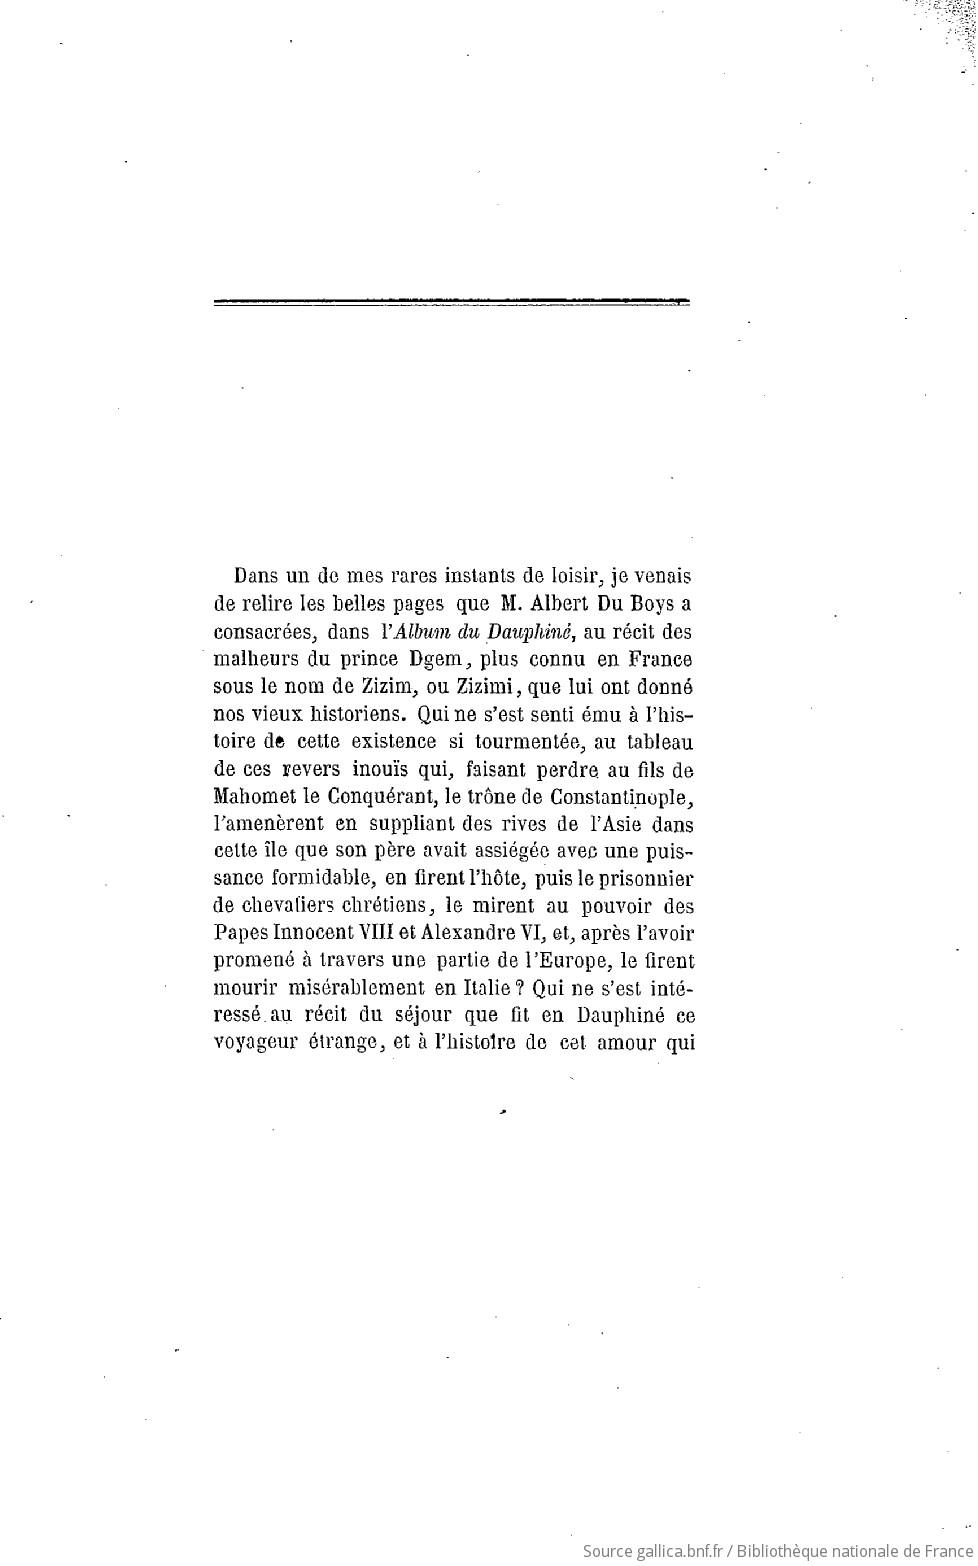 Dans un de mes rares instants de loisir, je venais
de relire les belles pages que M. Albert Du Boys a
consacrées, dans l'Album du Dauphiné, au récit des
malheurs du prince Dgem, plus connu en France
sous le nom de Zizim, ou Zizimi, que lui ont donné
nos vieux historiens. Qui ne s'est senti ému à l'his-
toire de cette existence si tourmentée, au tableau
de ces revers inouïs qui, faisant perdre au fils de
Mahomet le Conquérant, le trône de Constantinople,
l'amenèrent en suppliant des rives de l'Asie dans
cette île que son père avait assiégée avec une puis-
sance formidable, en firent l'hôte, puis le prisonnier
de chevaliers chrétiens, le mirent au pouvoir des
Papes Innocent VIII et Alexandre VI, et, après l'avoir
promené à travers une partie de l'Europe, le firent
mourir misérablement en Italie ? Qui ne s'est inté-
ressé au récit du séjour que fit en Dauphiné ce
voyageur étrange, et à l'histoire de cet amour qui
Source gallica.bnf.fr / Bibliothèque nationale de France